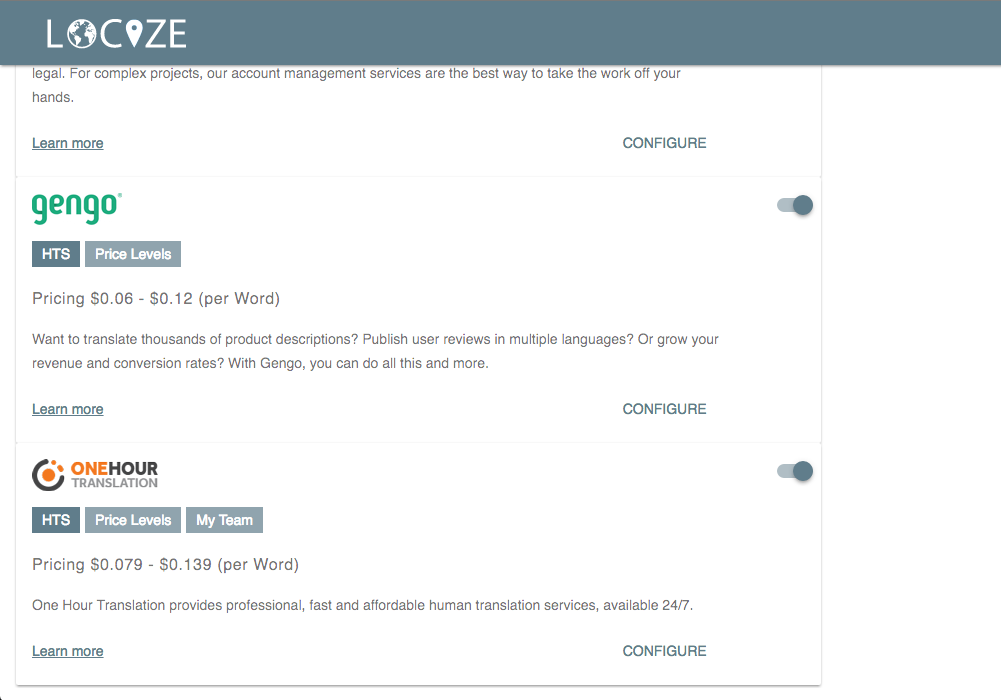 LOCIZE
legal. For complex projects, our account management services are the best way to take the work off your
hands.
Learn more
CONFIGURE
gengo
HTS
Price Levels
Pricing $0.06 - $0.12 (per Word)
Want to translate thousands of product descriptions? Publish user reviews in multiple languages? Or grow your
revenue and conversion rates? With Gengo, you can do all this and more.
Learn more
CONFIGURE
ONEHOUR
TRANSLATION
HTS
Price Levels
My Team
Pricing $0.079 - $0.139 (per Word)
One Hour Translation provides professional, fast and affordable human translation services, available 24/7.
Learn more
CONFIGURE